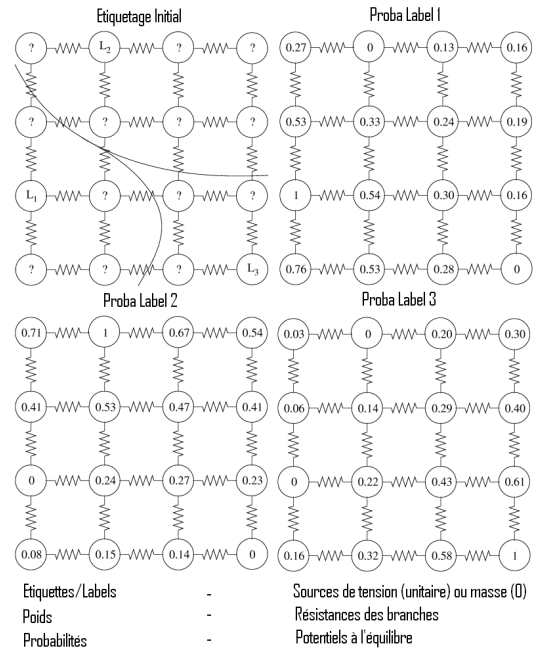 Etiquetage Initial
Proba Label 1
? L2 ? ?
0.27 0 0.13 0.16
? ? ? ?
0.53 0.33 0.24 0.19
L1 ? ? ?
1 0.54 0.30 0.16
? ? ? L3
0.76 0.53 0.28 0
Proba Label 2
Proba Label 3
0.71 1 0.67 0.54
0.03 0 0.20 0.30
0.41 0.53 0.47 0.41
0.06 0.14 0.29 0.40
0 0.24 0.27 0.23
0 0.22 0.43 0.61
0.08 0.15 0.14 0
0.16 0.32 0.58 1
Etiquettes/Labels - Sources de tension (unitaire) ou masse (0)
Poids - Résistances des branches
Probabilités - Potentiels à l'équilibre